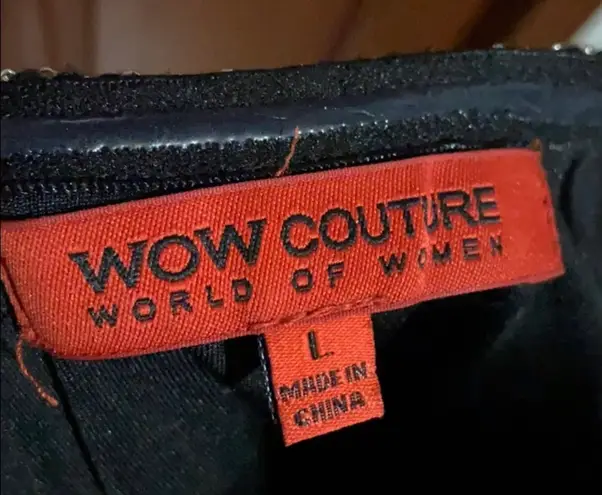 WOW COUTURE
WORLD OF WOMEN
L
MADE IN
CHINA